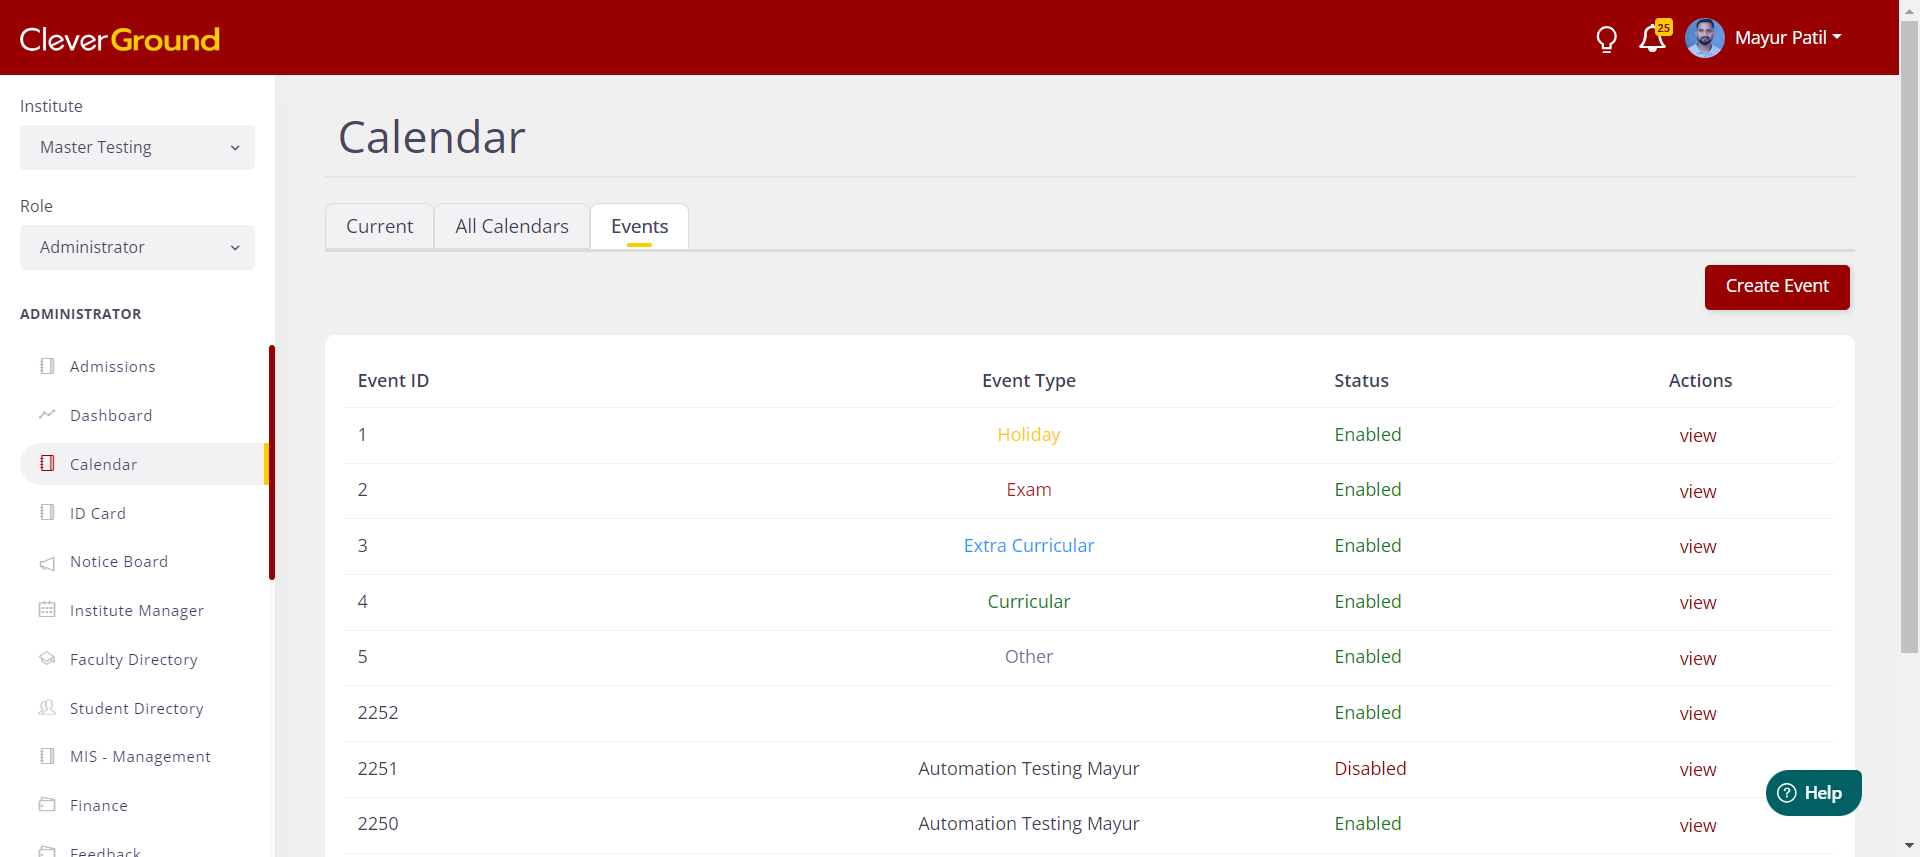 CleverGround
25
Mayur Patil
Institute
Master Testing
Role
Administrator
ADMINISTRATOR
Admissions
Dashboard
Calendar
ID Card
Notice Board
Institute Manager
Faculty Directory
Student Directory
MIS - Management
Finance
Feedback
Calendar
Current All Calendars Events
Create Event
Event ID Event Type Status Actions
1 Holiday Enabled view
2 Exam Enabled view
3 Extra Curricular Enabled view
4 Curricular Enabled view
5 Other Enabled view
2252 Enabled view
2251 Automation Testing Mayur Disabled view
2250 Automation Testing Mayur Enabled view
? Help